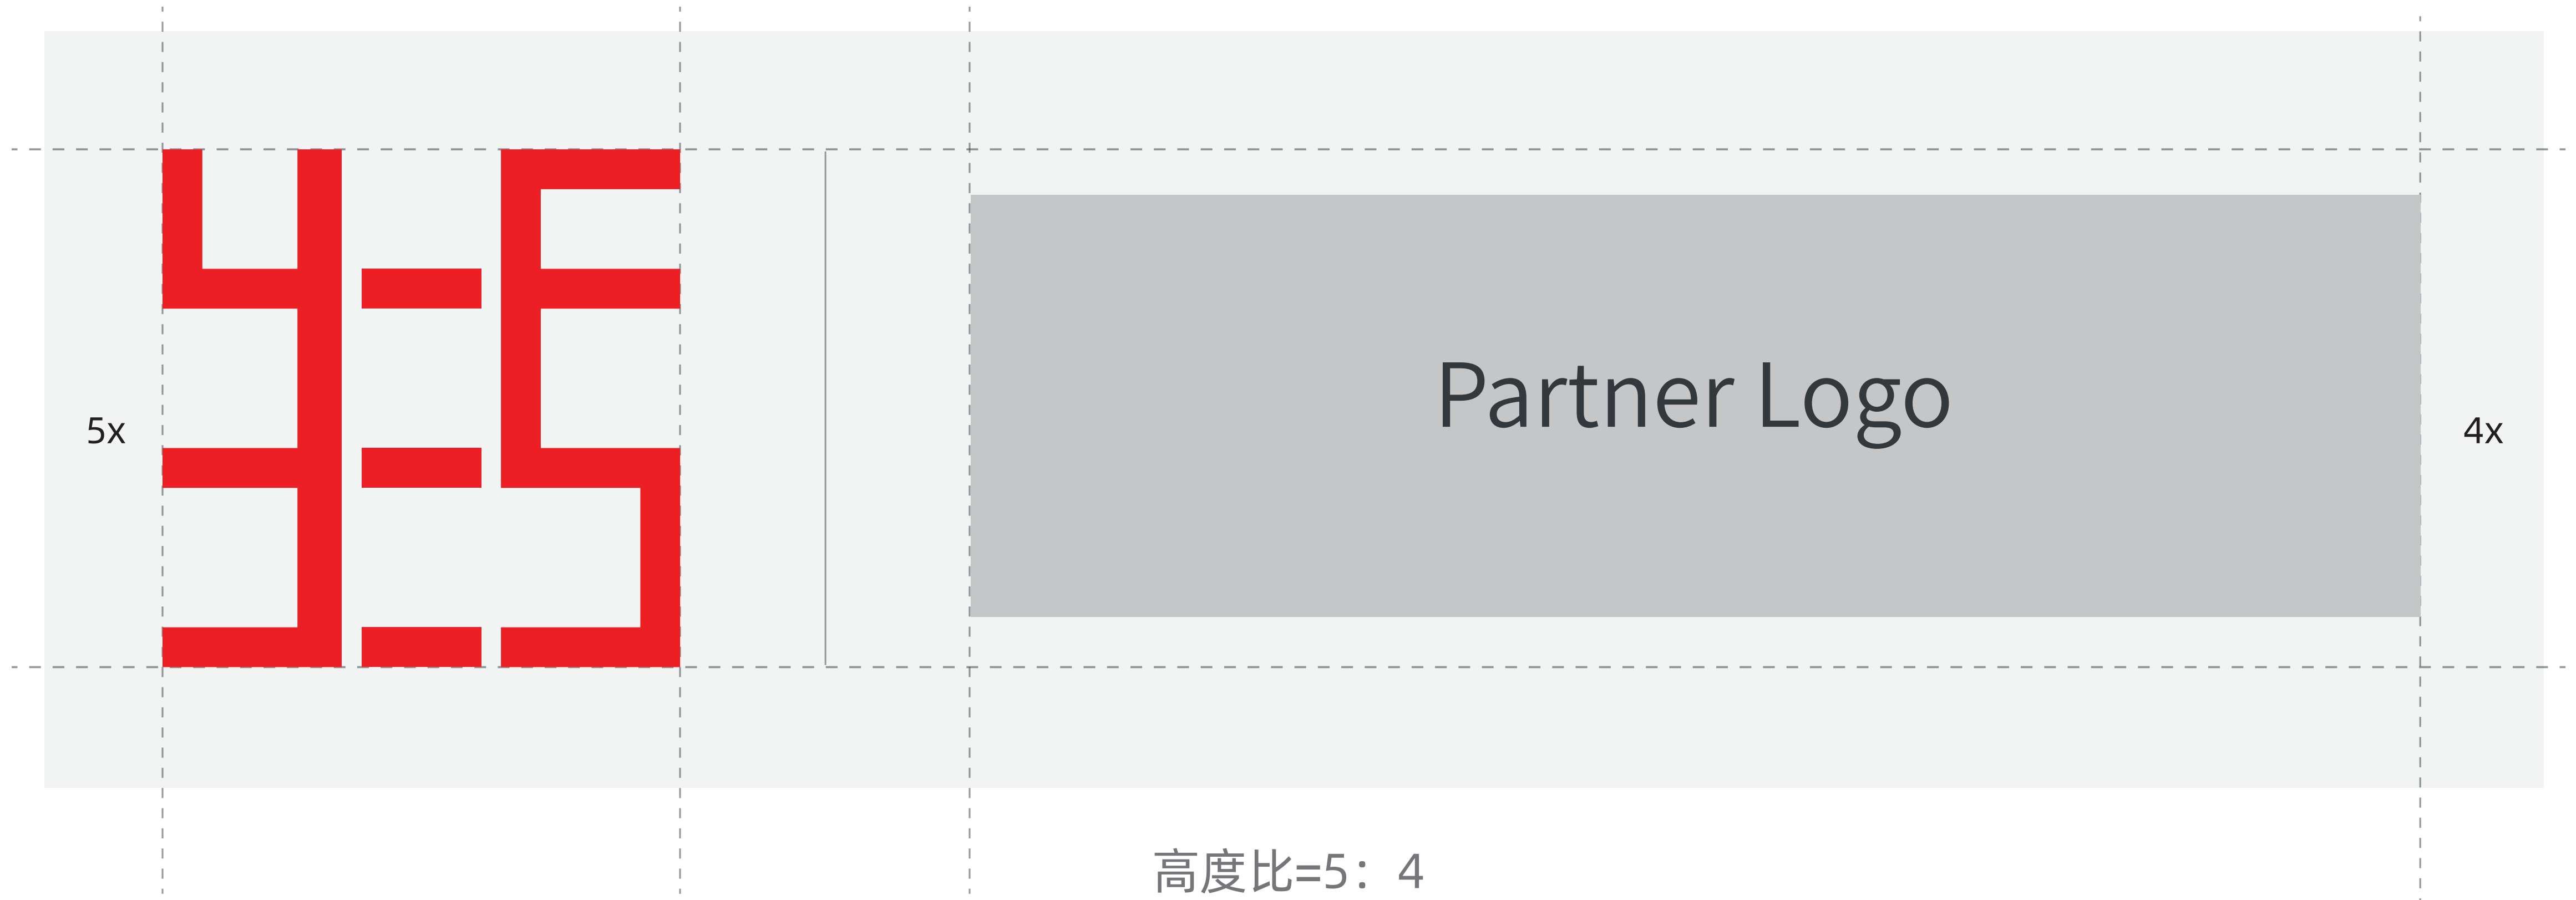 5x
Partner Logo
4x
高度比=5：4